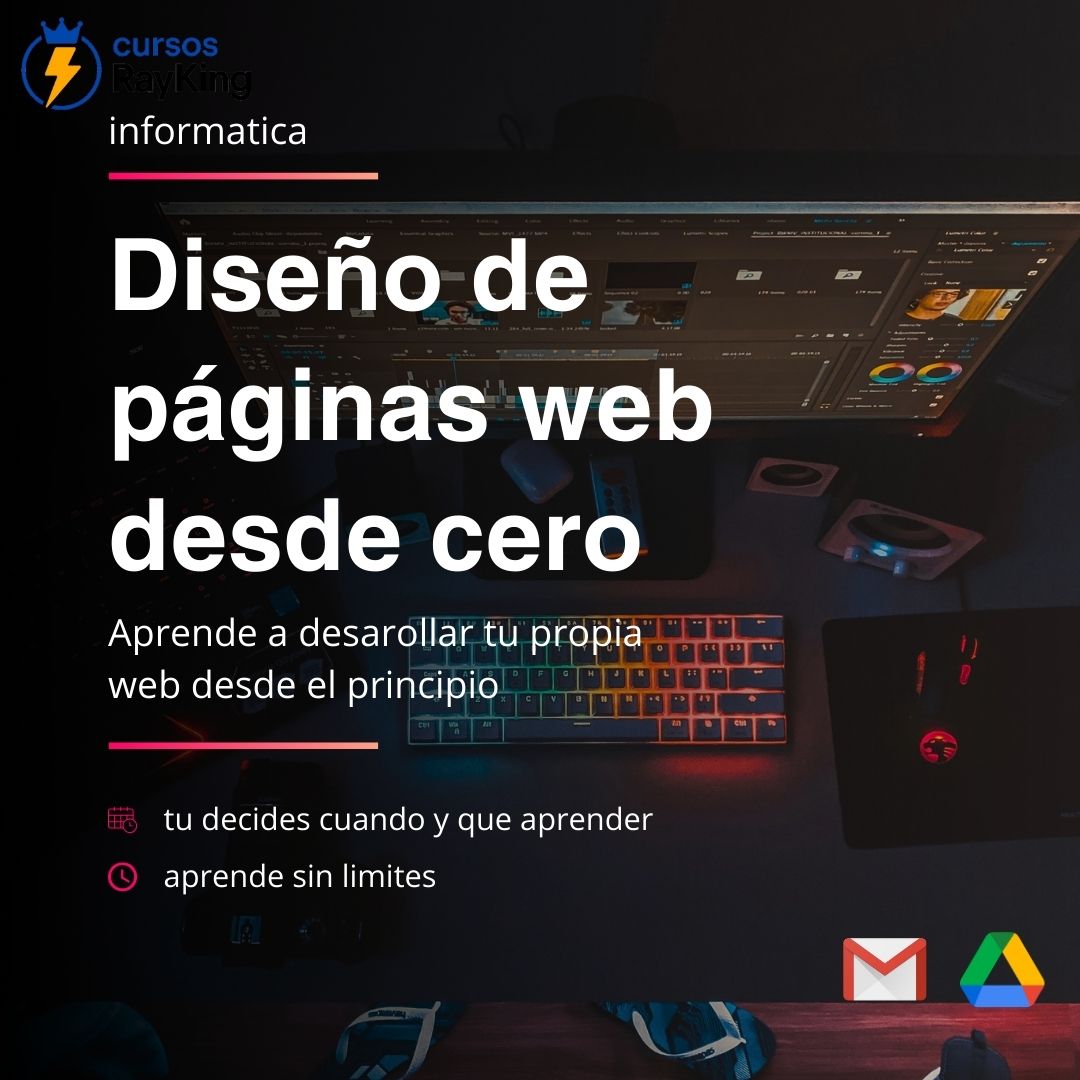 cursos
RayKing
informatica
Diseño de
páginas web
desde cero
Aprende a desarollar tu propia
web desde el principio
tu decides cuando y que aprender
aprende sin limites